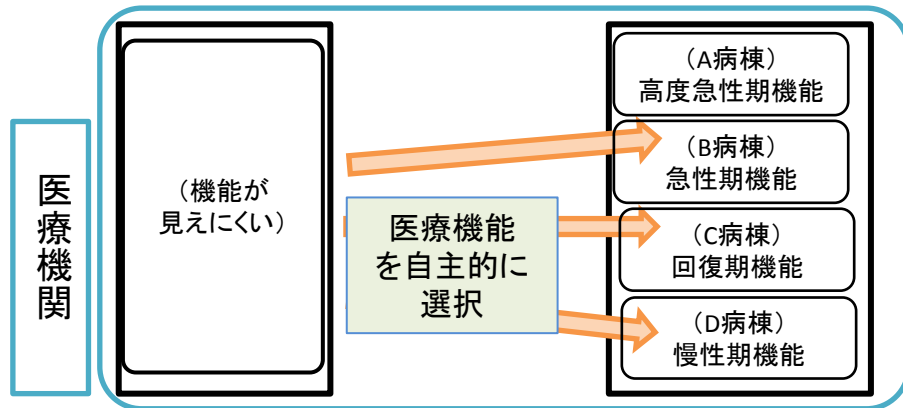 医療機関
（機能が
見えにくい）
医療機能
を自主的に
選択
（A病棟）
高度急性期機能
（B病棟）
急性期機能
（C病棟）
回復期機能
（D病棟）
慢性期機能